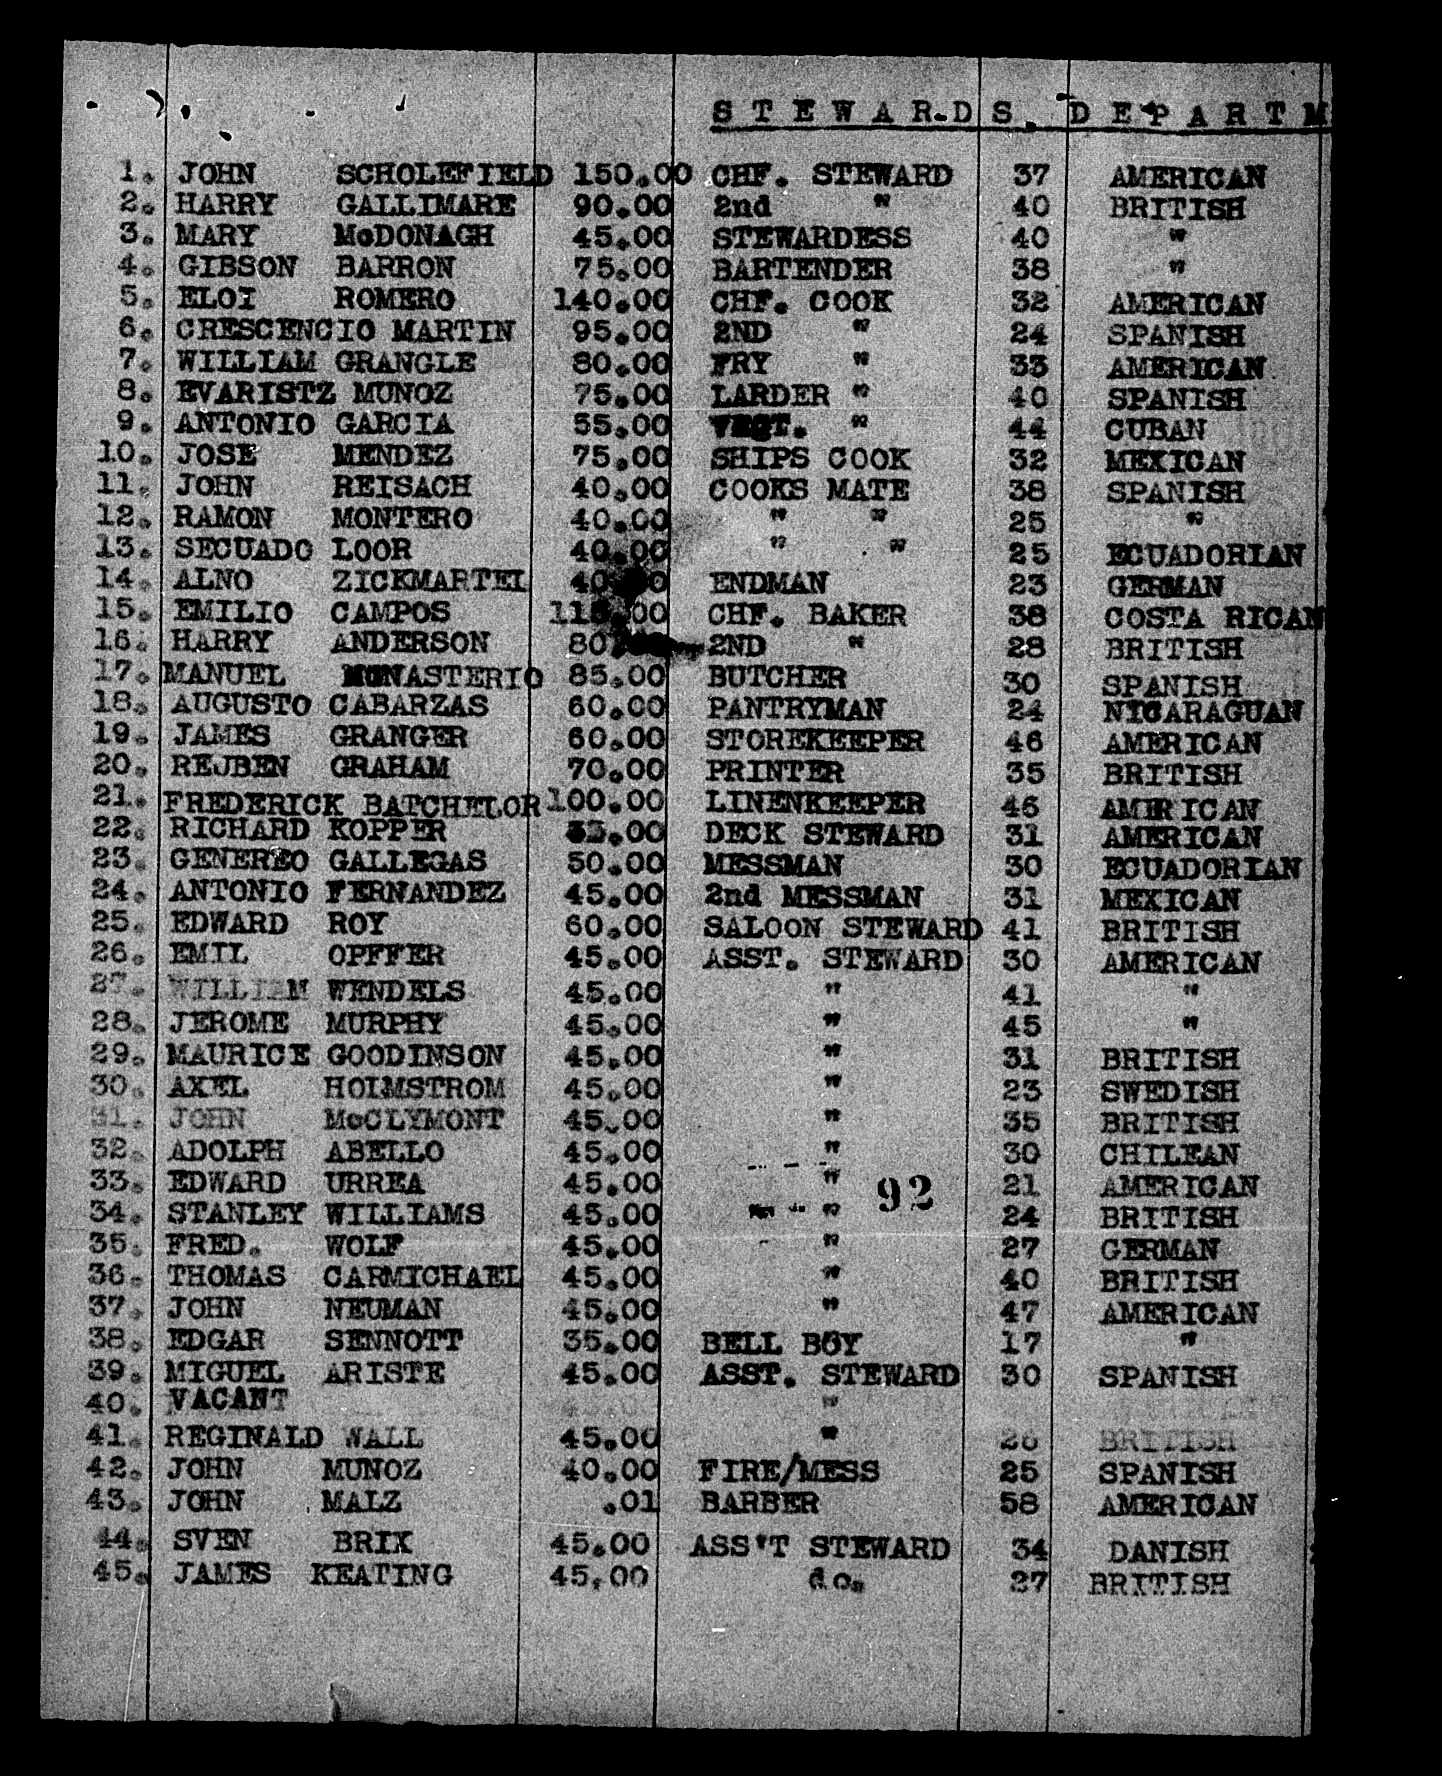 STEWARDS DEPARTM
1. JOHN SCHOLEFIELD 150.00 CHF. STEWARD 37 AMERICAN
2. HARRY GALLIMARE 90.00 2nd " 40 BRITISH
3. MARY McDONAGH 45.00 STEWARDESS 40 "
4. GIBSON BARRON 75.00 BARTENDER 38 "
5. ELOI ROMERO 140.00 CHF. COOK 32 AMERICAN
6. CRESCENCIO MARTIN 95.00 2ND " 24 SPANISH
7. WILLIAM GRANGLE 80.00 FRY " 33 AMERICAN
8. EVARISTZ MUNOZ 75.00 LARDER " 40 SPANISH
9. ANTONIO GARCIA 55.00 VEGT. " 44 CUBAN
10. JOSE MENDEZ 75.00 SHIPS COOK 32 MEXICAN
11. JOHN REISACH 40.00 COOKS MATE 38 SPANISH
12. RAMON MONTERO 40.00 " " 25 "
13. SECUADO LOOR 40.00 " " 25 ECUADORIAN
14. ALNO ZICKMARTEL ENDMAN 23 GERMAN
15. EMILIO CAMPOS CHF. BAKER 38 COSTA RICAN
16. HARRY ANDERSON 80 2ND " 28 BRITISH
17. MANUEL MONASTERIO 85.00 BUTCHER 30 SPANISH
18. AUGUSTO CABARZAS 60.00 PANTRYMAN 24 NICARAGUAN
19. JAMES GRANGER 60.00 STOREKEEPER 46 AMERICAN
20. REJBEN GRAHAM 70.00 PRINTER 35 BRITISH
21. FREDERICK BATCHELOR 100.00 LINENKEEPER 46 AMERICAN
22. RICHARD KOPPER DECK STEWARD 31 AMERICAN
23. GENEREO GALLEGAS 50.00 MESSMAN 30 ECUADORIAN
24. ANTONIO FERNANDEZ 45.00 2nd MESSMAN 31 MEXICAN
25. EDWARD ROY 60.00 SALOON STEWARD 41 BRITISH
26. EMIL OPFFER 45.00 ASST. STEWARD 30 AMERICAN
27. WILLIAM WENDELS 45.00 " 41 "
28. JEROME MURPHY 45.00 " 45 "
29. MAURICE GOODINSON 45.00 " 31 BRITISH
30. AXEL HOLMSTROM 45.00 " 23 SWEDISH
31. JOHN McCLYMONT 45.00 " 35 BRITISH
32. ADOLPH ABELLO 45.00 " 30 CHILEAN
33. EDWARD URREA 45.00 " 92 21 AMERICAN
34. STANLEY WILLIAMS 45.00 " 24 BRITISH
35. FRED. WOLF 45.00 " 27 GERMAN
36. THOMAS CARMICHAEL 45.00 " 40 BRITISH
37. JOHN NEUMAN 45.00 " 47 AMERICAN
38. EDGAR SENNOTT 35.00 BELL BOY 17 "
39. MIGUEL ARISTE 45.00 ASST. STEWARD 30 SPANISH
40. VACANT "
41. REGINALD WALL 45.00 " 26 BRITISH
42. JOHN MUNOZ 40.00 FIRE/MESS 25 SPANISH
43. JOHN MALZ .01 BARBER 58 AMERICAN
44. SVEN BRIX 45.00 ASS'T STEWARD 34 DANISH
45. JAMES KEATING 45.00 do. 27 BRITISH